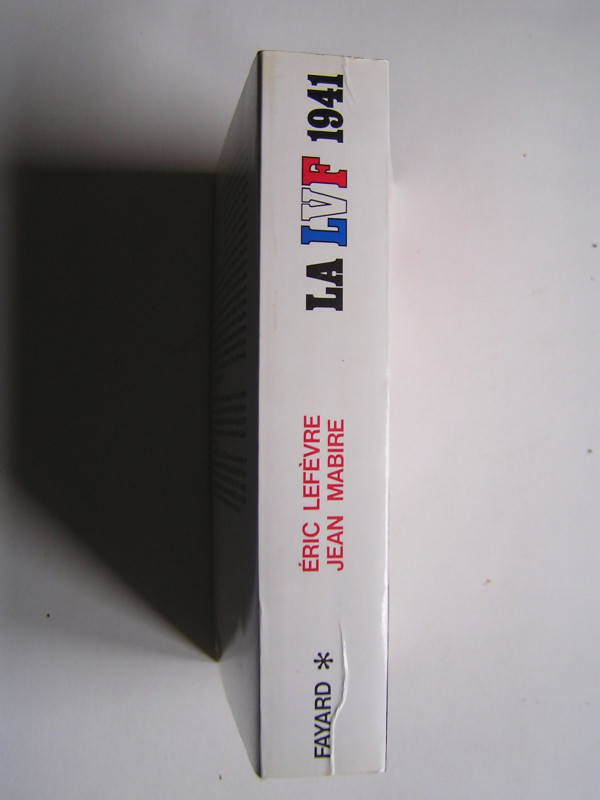 LA LVF 1941
ÉRIC LEFÈVRE
JEAN MABIRE
FAYARD *